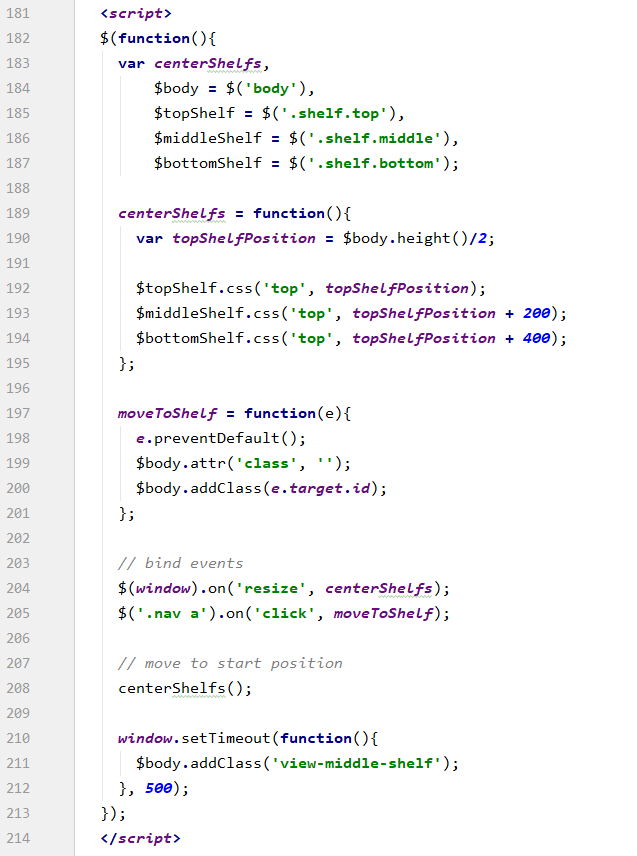 181 <script>
182 $(function(){
183 var centerShelfs,
184 $body = $('body'),
185 $topShelf = $('.shelf.top'),
186 $middleShelf = $('.shelf.middle'),
187 $bottomShelf = $('.shelf.bottom');
188
189 centerShelfs = function(){
190 var topShelfPosition = $body.height()/2;
191
192 $topShelf.css('top', topShelfPosition);
193 $middleShelf.css('top', topShelfPosition + 200);
194 $bottomShelf.css('top', topShelfPosition + 400);
195 };
196
197 moveToShelf = function(e){
198 e.preventDefault();
199 $body.attr('class', '');
200 $body.addClass(e.target.id);
201 };
202
203 // bind events
204 $(window).on('resize', centerShelfs);
205 $('.nav a').on('click', moveToShelf);
206
207 // move to start position
208 centerShelfs();
209
210 window.setTimeout(function(){
211 $body.addClass('view-middle-shelf');
212 }, 500);
213 });
214 </script>